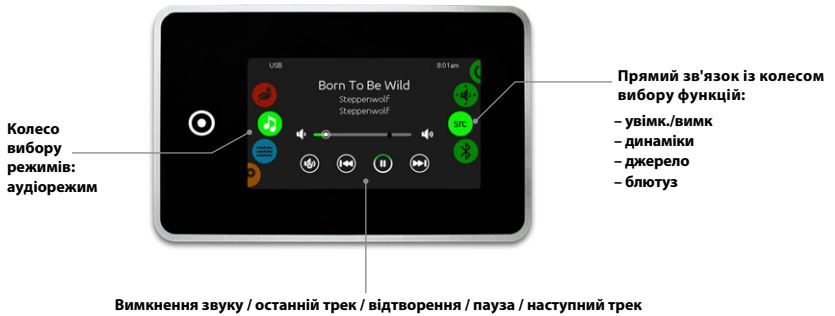 USB
8:01am
Born To Be Wild
Steppenwolf
Steppenwolf
src
Колесо
вибору
режимів:
аудіорежим
Прямий зв'язок із колесом
вибору функцій:
– увімк./вимк
– динаміки
– джерело
– блютуз
Вимкнення звуку / останній трек / відтворення / пауза / наступний трек